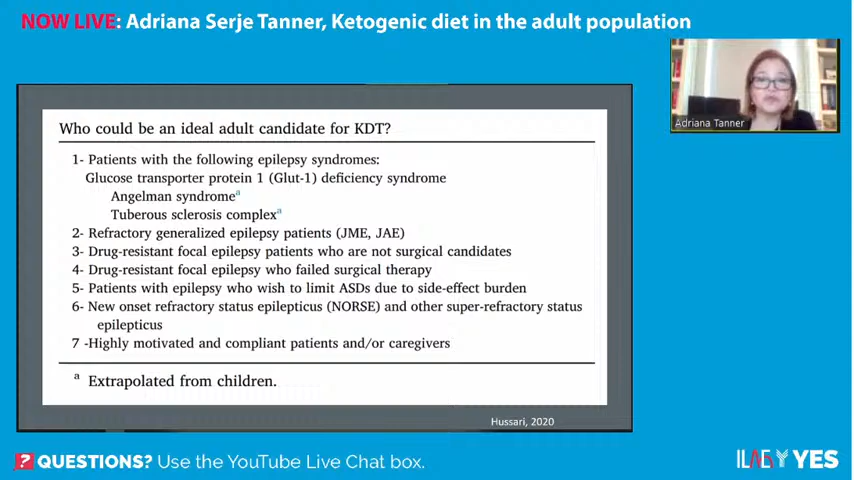 NOW LIVE: Adriana Serje Tanner, Ketogenic diet in the adult population
Adriana Tanner
Who could be an ideal adult candidate for KDT?
1- Patients with the following epilepsy syndromes:
Glucose transporter protein 1 (Glut-1) deficiency syndrome
Angelman syndromeᵃ
Tuberous sclerosis complexᵃ
2- Refractory generalized epilepsy patients (JME, JAE)
3- Drug-resistant focal epilepsy patients who are not surgical candidates
4- Drug-resistant focal epilepsy who failed surgical therapy
5- Patients with epilepsy who wish to limit ASDs due to side-effect burden
6- New onset refractory status epilepticus (NORSE) and other super-refractory status
epilepticus
7 -Highly motivated and compliant patients and/or caregivers
ᵃ Extrapolated from children.
Hussari, 2020
? QUESTIONS? Use the YouTube Live Chat box.
ILAE YES